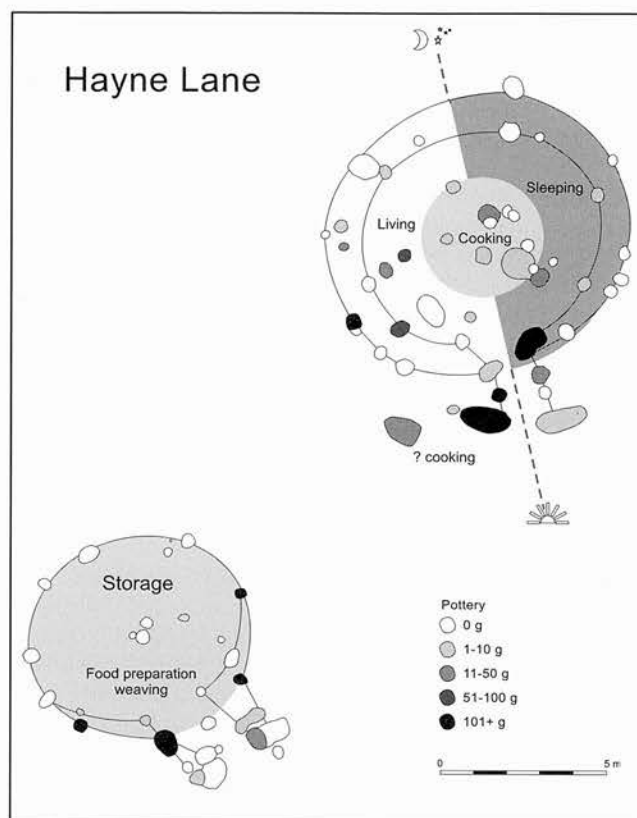 Hayne Lane
Sleeping
Living
Cooking
? cooking
Storage
Food preparation
weaving
Pottery
0 g
1-10 g
11-50 g
51-100 g
101+ g
0
5 m